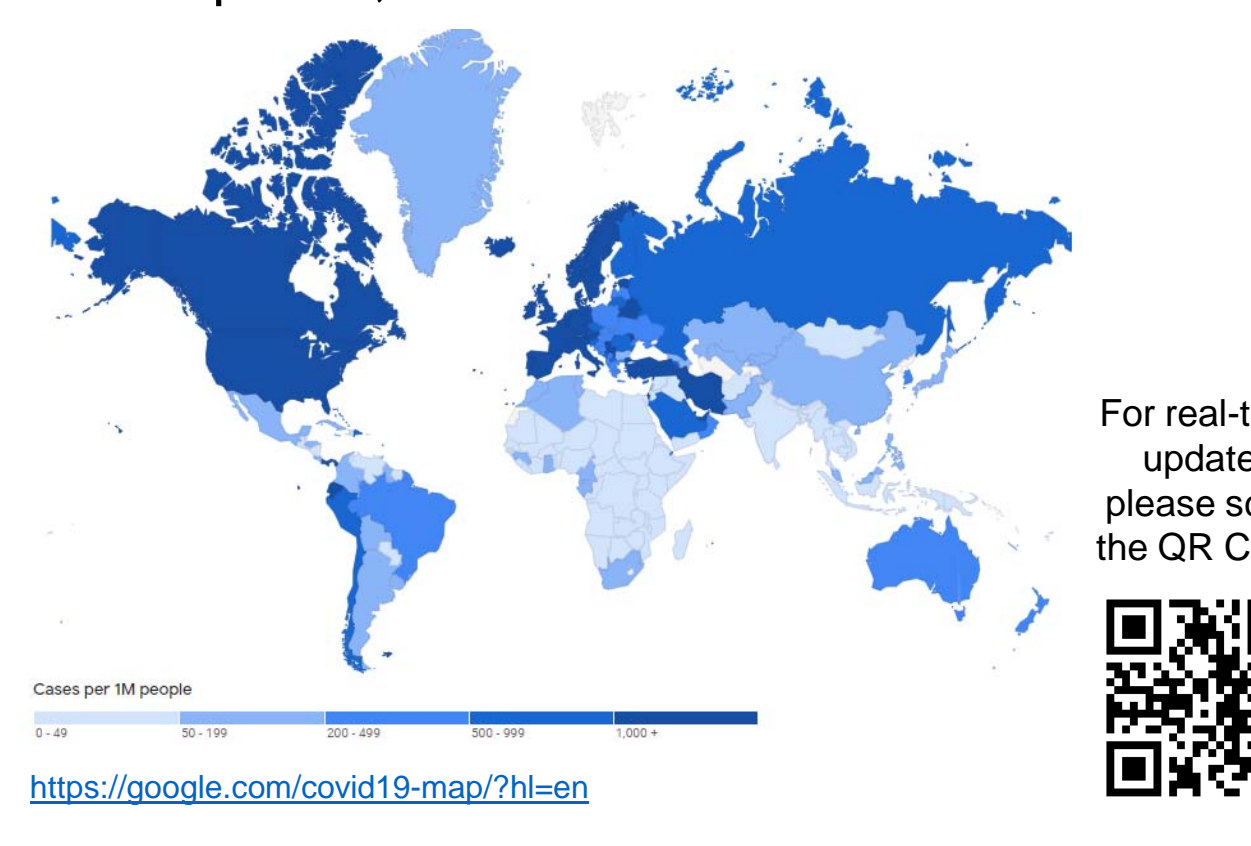 For real-t
update
please sc
the QR C
Cases per 1M people
0 - 49
50 - 199
200 - 499
500 - 999
1,000 +
https://google.com/covid19-map/?hl=en